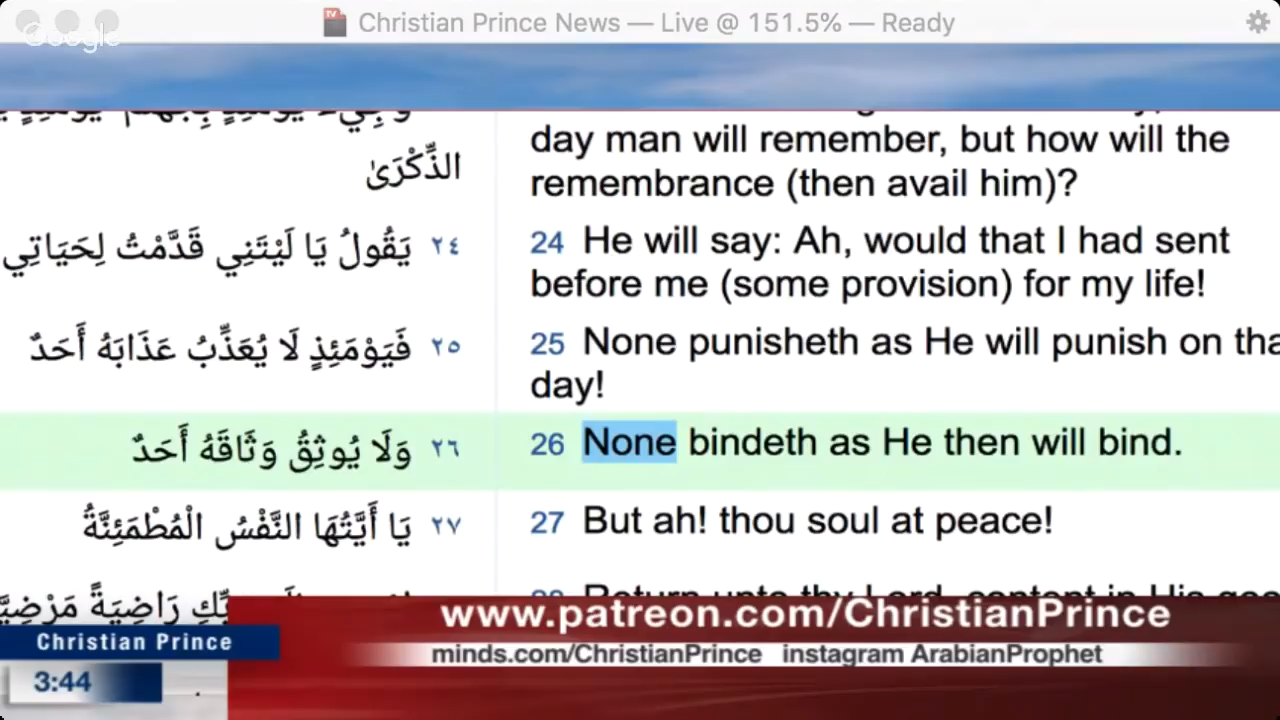 Christian Prince News — Live @ 151.5% — Ready
Google
day man will remember, but how will the
الذِّكْرَىٰ
remembrance (then avail him)?
٢٤ يَقُولُ يَا لَيْتَنِي قَدَّمْتُ لِحَيَاتِي
24 He will say: Ah, would that I had sent
before me (some provision) for my life!
٢٥ فَيَوْمَئِذٍ لَا يُعَذِّبُ عَذَابَهُ أَحَدٌ
25 None punisheth as He will punish on tha
day!
٢٦ وَلَا يُوثِقُ وَثَاقَهُ أَحَدٌ
26 None bindeth as He then will bind.
٢٧ يَا أَيَّتُهَا النَّفْسُ الْمُطْمَئِنَّةُ
27 But ah! thou soul at peace!
رَاضِيَةً
www.patreon.com/ChristianPrince
Christian Prince
minds.com/ChristianPrince instagram ArabianProphet
3:44